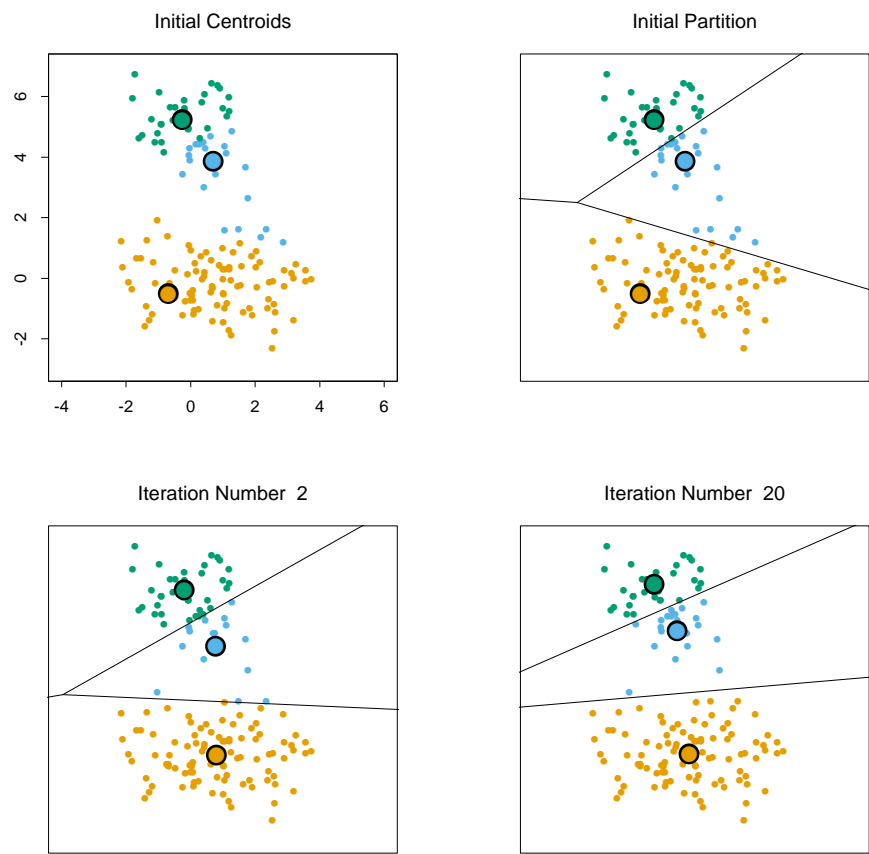 Initial Centroids
Initial Partition
6
4
2
0
-2
-4 -2 0 2 4 6
Iteration Number 2
Iteration Number 20